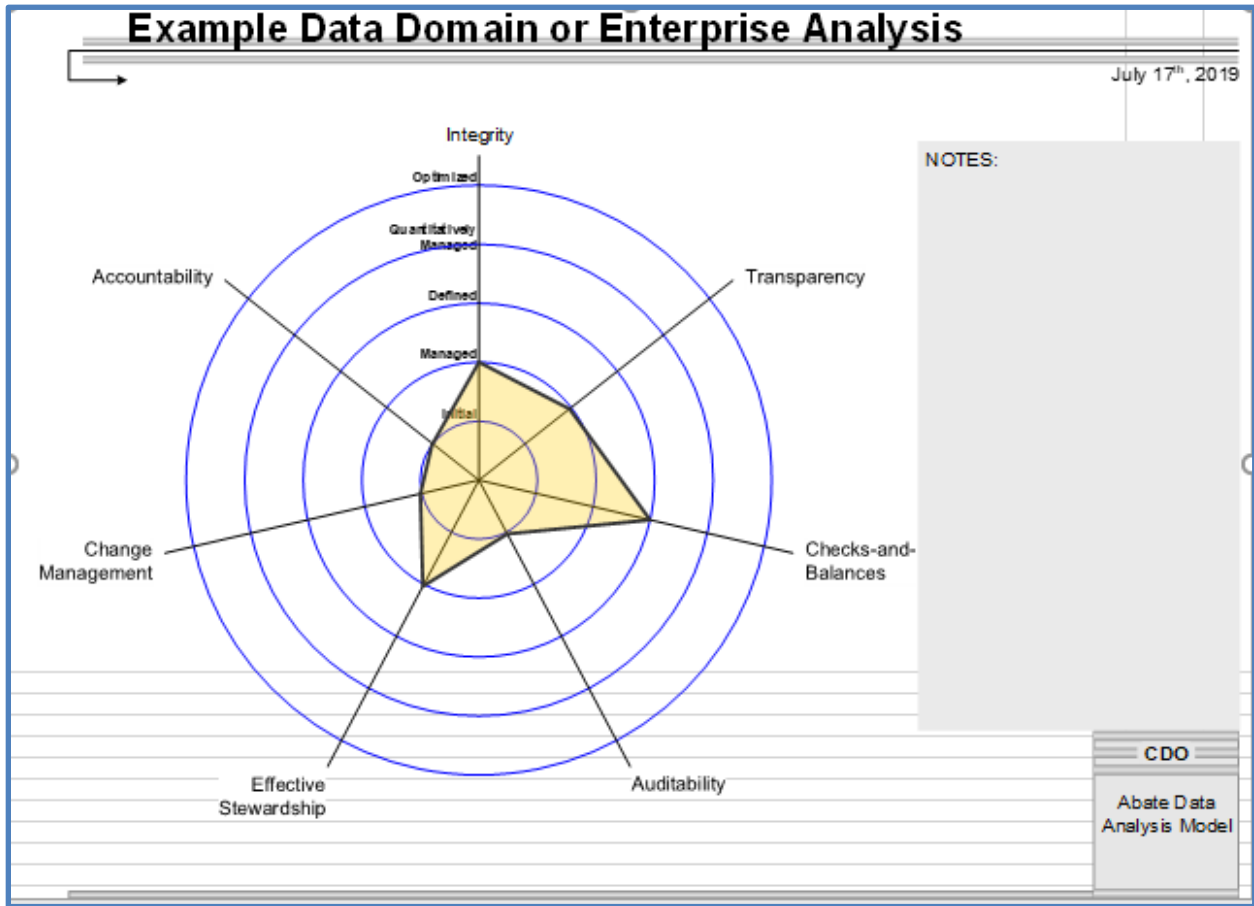 Example Data Domain or Enterprise Analysis
July 17th, 2019
Integrity
NOTES:
Optimized
Quantitatively
Managed
Accountability
Transparency
Defined
Managed
Initial
Change
Management
Checks-and-
Balances
Effective
Stewardship
Auditability
CDO
Abate Data
Analysis Model